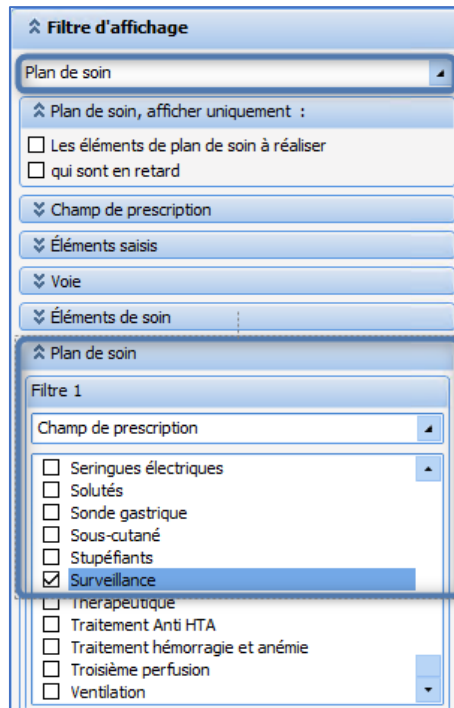 Filtre d'affichage
Plan de soin
Plan de soin, afficher uniquement :
Les éléments de plan de soin à réaliser
qui sont en retard
Champ de prescription
Éléments saisis
Voie
Éléments de soin
Plan de soin
Filtre 1
Champ de prescription
Seringues électriques
Solutés
Sonde gastrique
Sous-cutané
Stupéfiants
Surveillance
Thérapeutique
Traitement Anti HTA
Traitement hémorragie et anémie
Troisième perfusion
Ventilation